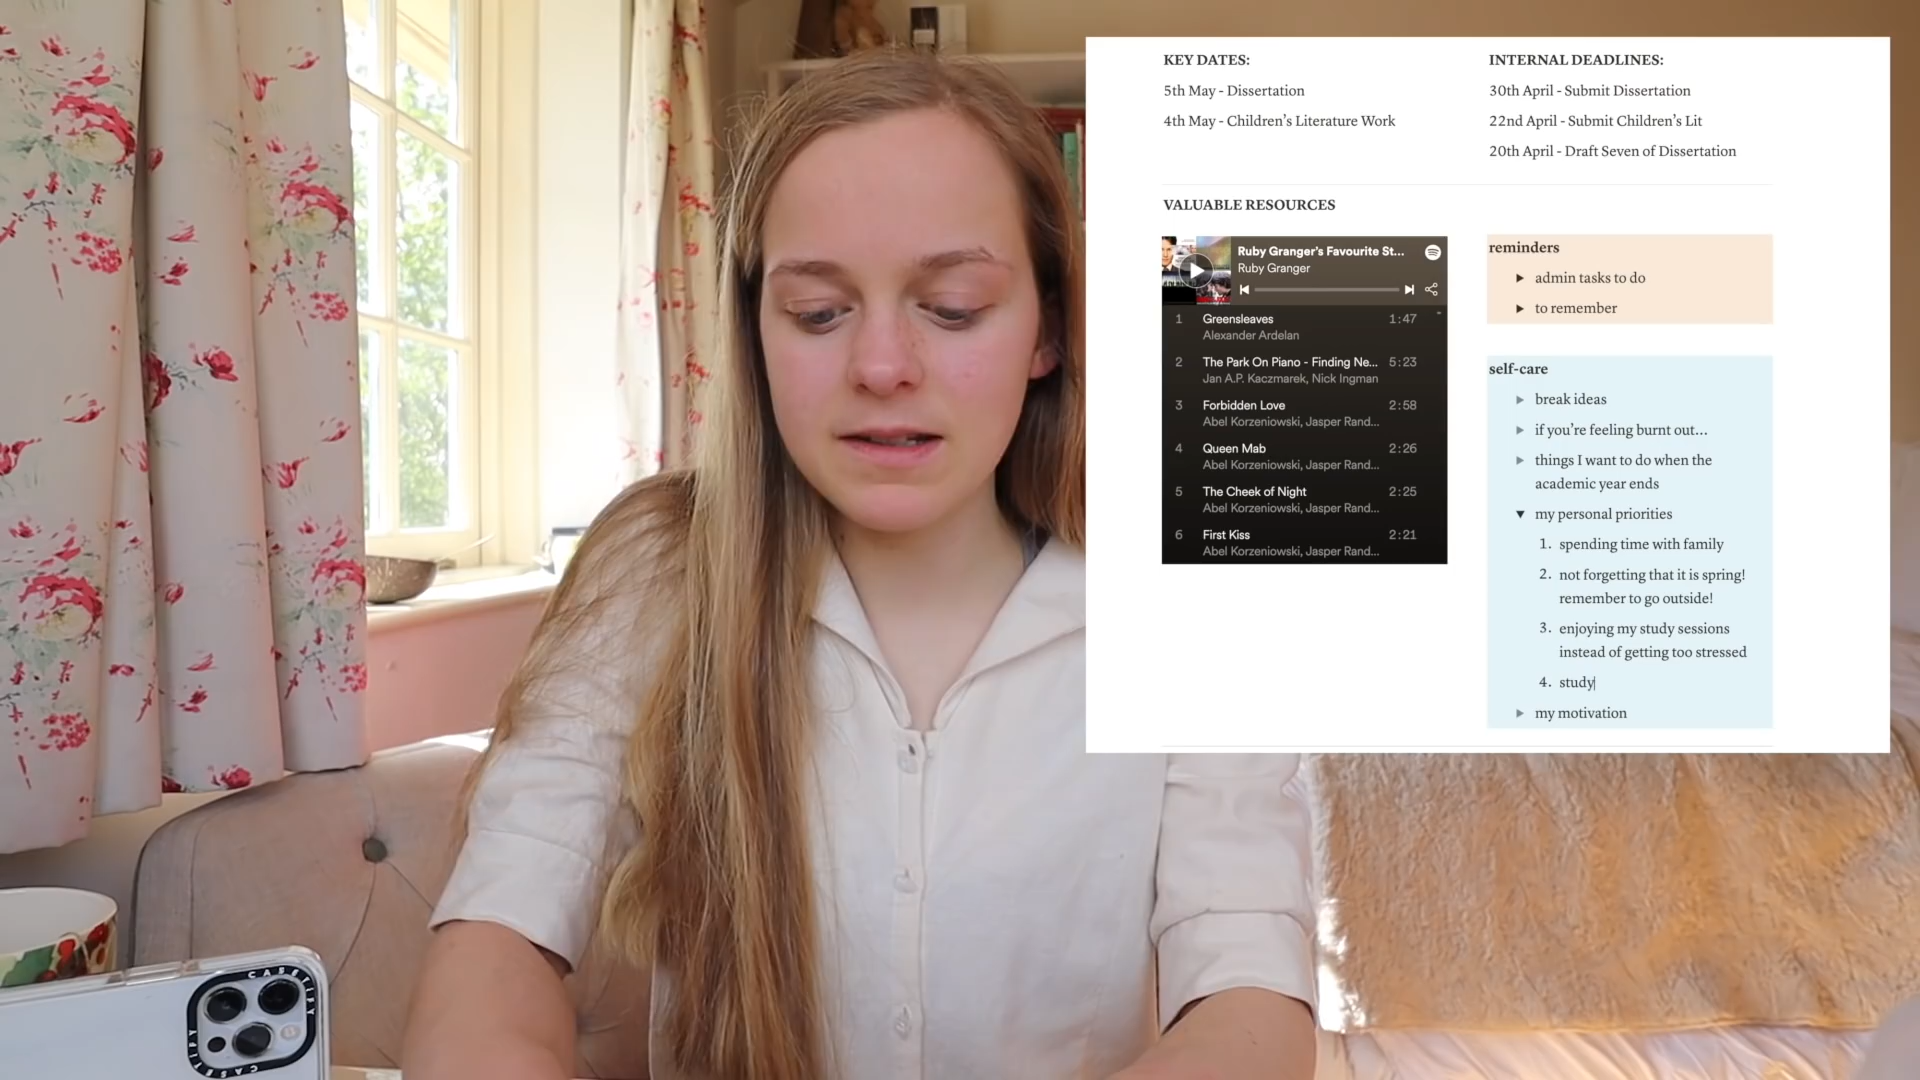 KEY DATES:
5th May - Dissertation
4th May - Children's Literature Work
INTERNAL DEADLINES:
30th April - Submit Dissertation
22nd April - Submit Children's Lit
20th April - Draft Seven of Dissertation
VALUABLE RESOURCES
Ruby Granger's Favourite St...
Ruby Granger
1 Greensleaves 1:47
Alexander Ardelan
2 The Park On Piano - Finding Ne... 5:23
Jan A.P. Kaczmarek, Nick Ingman
3 Forbidden Love 2:58
Abel Korzeniowski, Jasper Rand...
4 Queen Mab 2:26
Abel Korzeniowski, Jasper Rand...
5 The Cheek of Night 2:25
Abel Korzeniowski, Jasper Rand...
6 First Kiss 2:21
Abel Korzeniowski, Jasper Rand...
reminders
admin tasks to do
to remember
self-care
break ideas
if you're feeling burnt out...
things I want to do when the
academic year ends
my personal priorities
1. spending time with family
2. not forgetting that it is spring!
remember to go outside!
3. enjoying my study sessions
instead of getting too stressed
4. study
my motivation
CASETIFY
CASETIFY